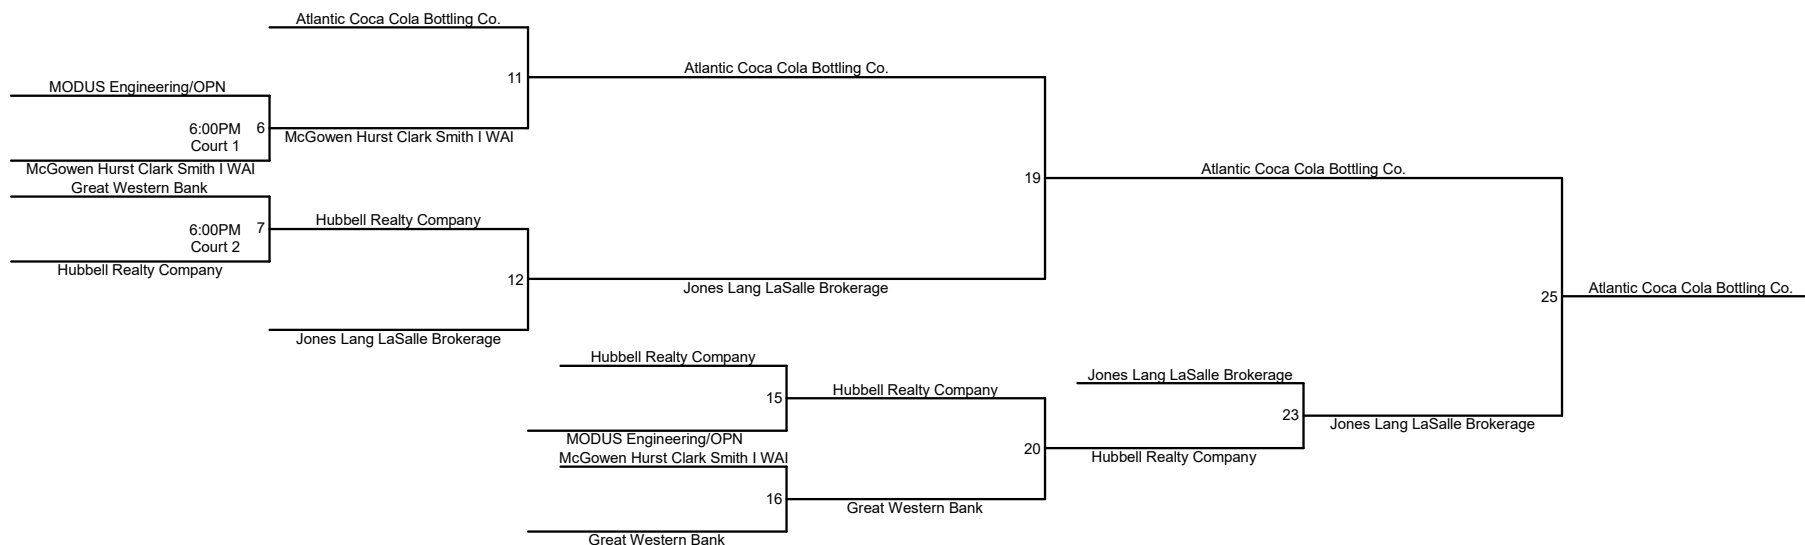 Atlantic Coca Cola Bottling Co.
11
Atlantic Coca Cola Bottling Co.
MODUS Engineering/OPN
6:00PM 6
Court 1
McGowen Hurst Clark Smith I WAI
McGowen Hurst Clark Smith I WAI
Great Western Bank
19
Atlantic Coca Cola Bottling Co.
6:00PM 7
Court 2
Hubbell Realty Company
Hubbell Realty Company
12
Jones Lang LaSalle Brokerage
25
Atlantic Coca Cola Bottling Co.
Jones Lang LaSalle Brokerage
Hubbell Realty Company
15
Hubbell Realty Company
Jones Lang LaSalle Brokerage
23
Jones Lang LaSalle Brokerage
MODUS Engineering/OPN
McGowen Hurst Clark Smith I WAI
20
Hubbell Realty Company
16
Great Western Bank
Great Western Bank